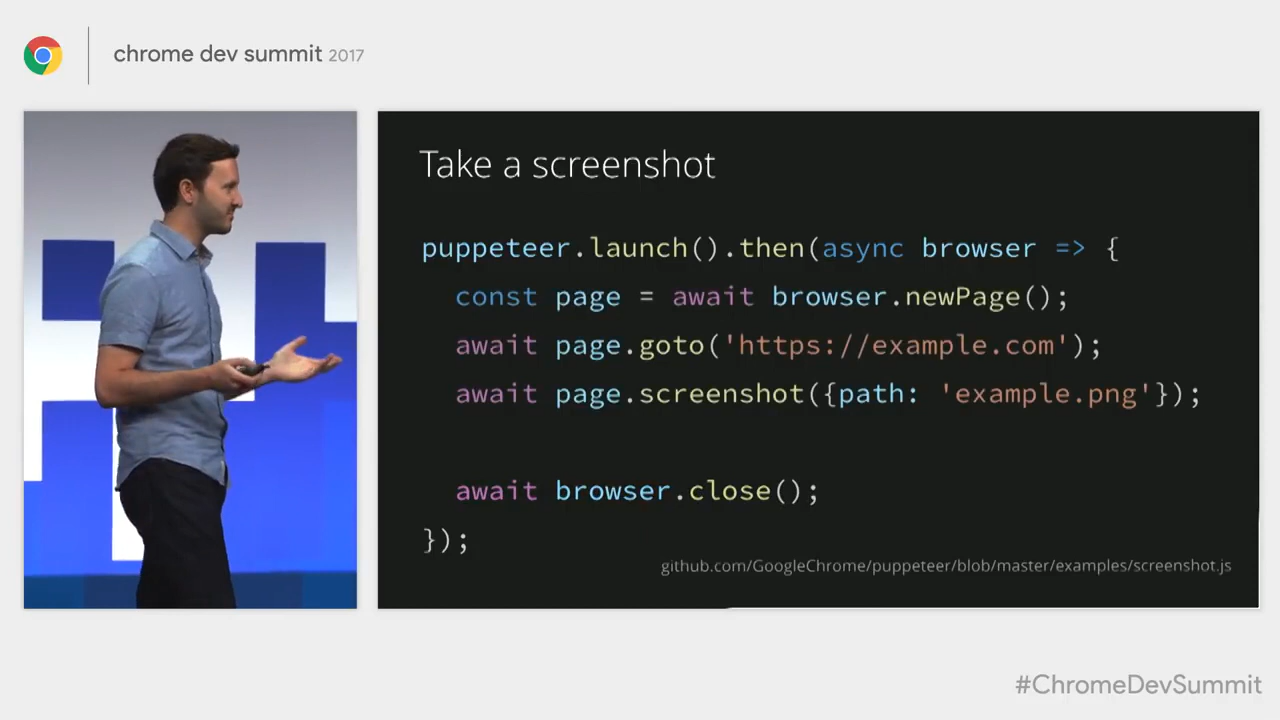 chrome dev summit 2017
Take a screenshot
puppeteer.launch().then(async browser => {
  const page = await browser.newPage();
  await page.goto('https://example.com');
  await page.screenshot({path: 'example.png'});
  await browser.close();
});
github.com/GoogleChrome/puppeteer/blob/master/examples/screenshot.js
#ChromeDevSummit